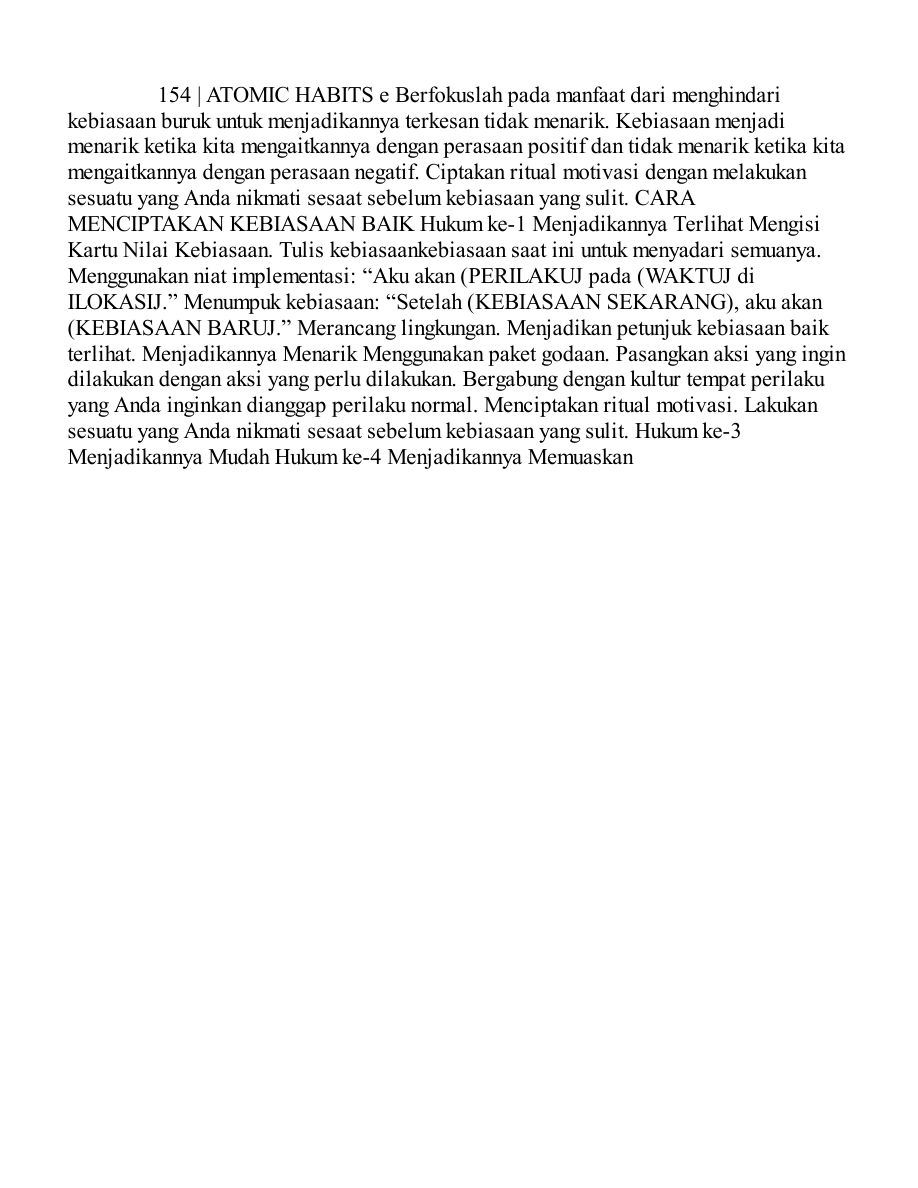 154 | ATOMIC HABITS e Berfokuslah pada manfaat dari menghindari
kebiasaan buruk untuk menjadikannya terkesan tidak menarik. Kebiasaan menjadi
menarik ketika kita mengaitkannya dengan perasaan positif dan tidak menarik ketika kita
mengaitkannya dengan perasaan negatif. Ciptakan ritual motivasi dengan melakukan
sesuatu yang Anda nikmati sesaat sebelum kebiasaan yang sulit. CARA
MENCIPTAKAN KEBIASAAN BAIK Hukum ke-1 Menjadikannya Terlihat Mengisi
Kartu Nilai Kebiasaan. Tulis kebiasaankebiasaan saat ini untuk menyadari semuanya.
Menggunakan niat implementasi: “Aku akan (PERILAKUJ pada (WAKTUJ di
ILOKASIJ.” Menumpuk kebiasaan: “Setelah (KEBIASAAN SEKARANG), aku akan
(KEBIASAAN BARUJ.” Merancang lingkungan. Menjadikan petunjuk kebiasaan baik
terlihat. Menjadikannya Menarik Menggunakan paket godaan. Pasangkan aksi yang ingin
dilakukan dengan aksi yang perlu dilakukan. Bergabung dengan kultur tempat perilaku
yang Anda inginkan dianggap perilaku normal. Menciptakan ritual motivasi. Lakukan
sesuatu yang Anda nikmati sesaat sebelum kebiasaan yang sulit. Hukum ke-3
Menjadikannya Mudah Hukum ke-4 Menjadikannya Memuaskan